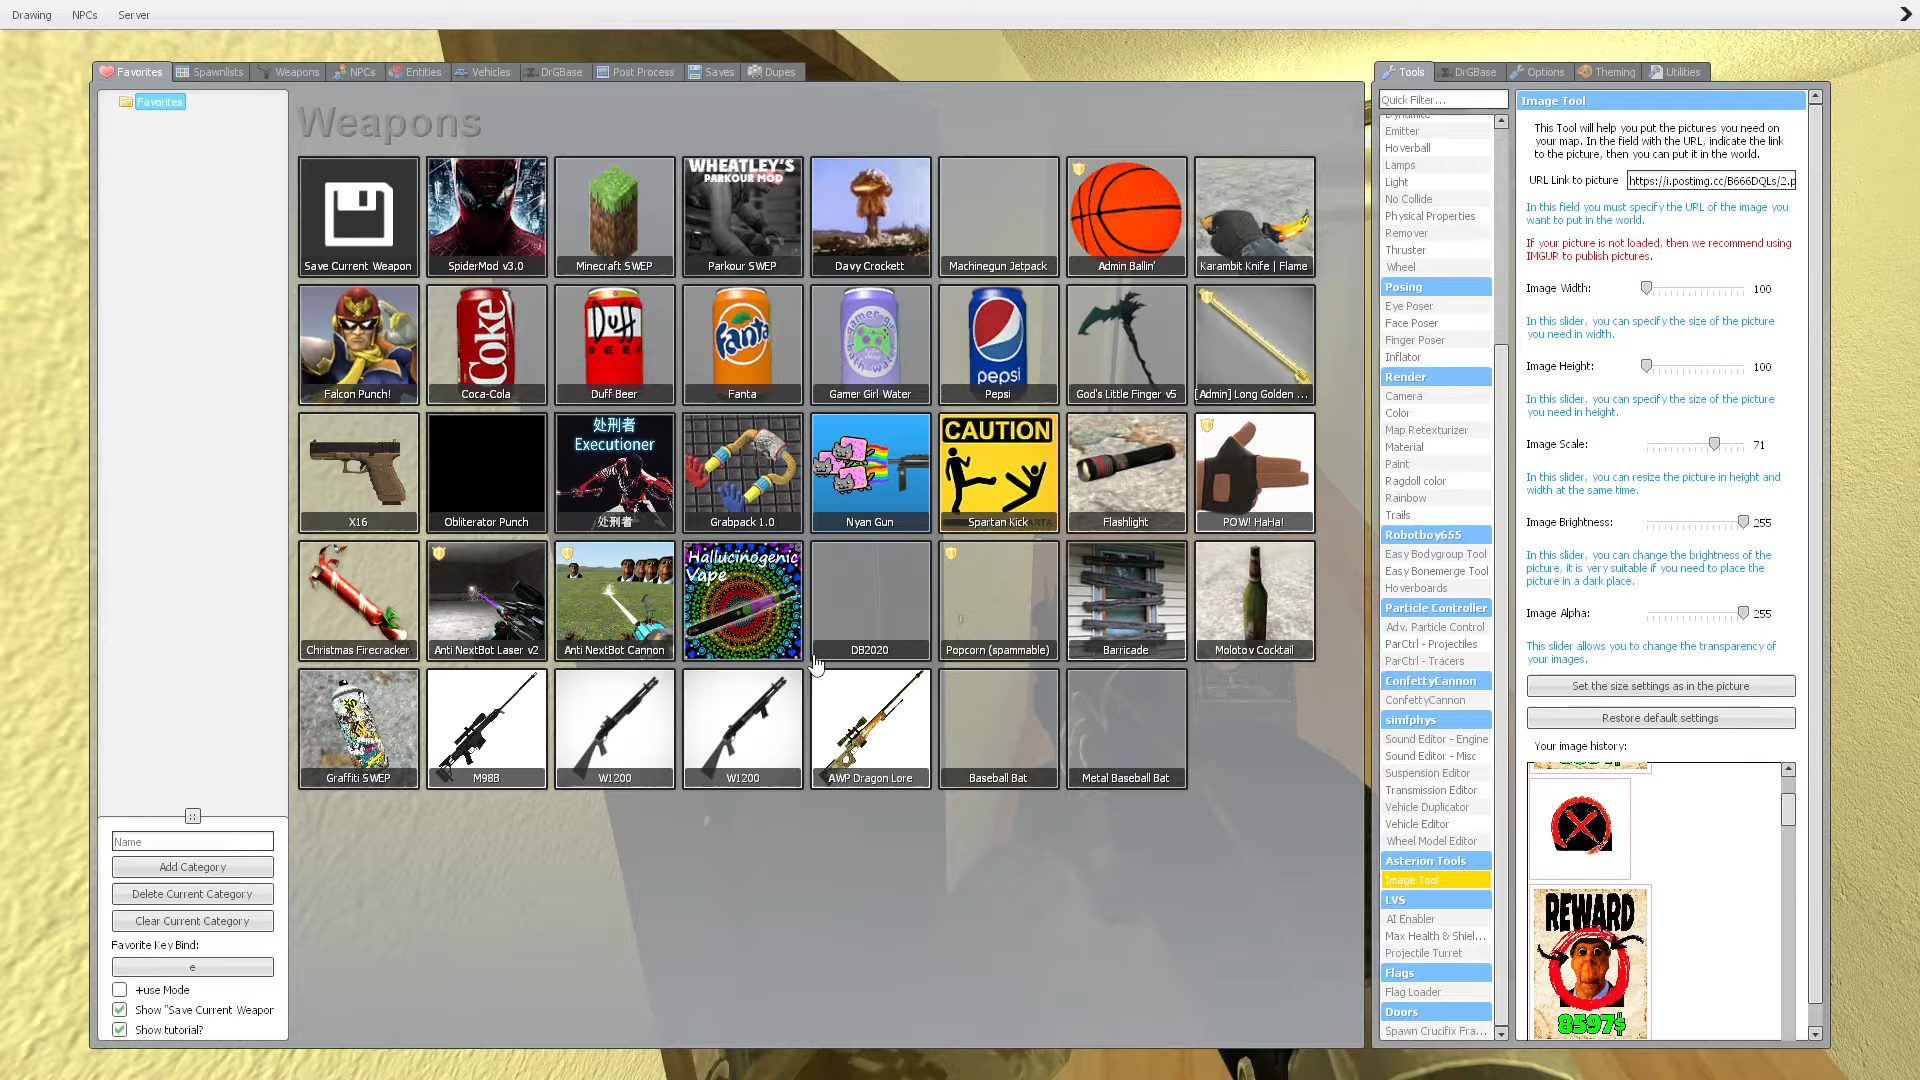 Drawing
NPCs
Server
Favorites
Spawnlists
Weapons
NPCs
Entities
Vehicles
DrGBase
Post Process
Saves
Dupes
Favorites
Weapons
Save Current Weapon
SpiderMod v3.0
Minecraft SWEP
WHEATLEY'S
PARKOUR MOD
Parkour SWEP
Davy Crockett
Machinegun Jetpack
Admin Ballin'
Karambit Knife | Flame
Falcon Punch!
Coke
Coca-Cola
Duff
BEER
Duff Beer
Fanta
Fanta
gamer girl
Gamer Girl Water
pepsi
Pepsi
God's Little Finger v5
[Admin] Long Golden ...
X16
Obliterator Punch
处刑者
Executioner
处刑者
Grabpack 1.0
Nyan Gun
CAUTION
Spartan Kick
Flashlight
POW! HaHa!
Christmas Firecracker
Anti NextBot Laser v2
Anti NextBot Cannon
Hallucinogenic
Vape
DB2020
Popcorn (spammable)
Barricade
Molotov Cocktail
Graffiti SWEP
M98B
W1200
W1200
AWP Dragon Lore
Baseball Bat
Metal Baseball Bat
Name
Add Category
Delete Current Category
Clear Current Category
Favorite Key Bind:
e
+use Mode
Show "Save Current Weapor
Show tutorial?
Tools
DrGBase
Options
Theming
Utilities
Quick Filter...
Emitter
Hoverball
Lamps
Light
No Collide
Physical Properties
Remover
Thruster
Wheel
Posing
Eye Poser
Face Poser
Finger Poser
Inflator
Render
Camera
Color
Map Retexturizer
Material
Paint
Ragdoll color
Rainbow
Trails
Robotboy655
Easy Bodygroup Tool
Easy Bonemerge Tool
Hoverboards
Particle Controller
Adv. Particle Control
ParCtrl - Projectiles
ParCtrl - Tracers
ConfettyCannon
ConfettyCannon
simfphys
Sound Editor - Engine
Sound Editor - Misc
Suspension Editor
Transmission Editor
Vehicle Duplicator
Vehicle Editor
Wheel Model Editor
Asterion Tools
Image Tool
LVS
AI Enabler
Max Health & Shiel...
Projectile Turret
Flags
Flag Loader
Doors
Spawn Crucifix Fra...
Image Tool
This Tool will help you put the pictures you need on
your map. In the field with the URL, indicate the link
to the picture, then you can put it in the world.
URL Link to picture
https://i.postimg.cc/B666DQLs/2.p
In this field you must specify the URL of the image you
want to put in the world.
If your picture is not loaded, then we recommend using
IMGUR to publish pictures.
Image Width: 100
In this slider, you can specify the size of the picture
you need in width.
Image Height: 100
In this slider, you can specify the size of the picture
you need in height.
Image Scale: 71
In this slider, you can resize the picture in height and
width at the same time.
Image Brightness: 255
In this slider, you can change the brightness of the
picture, it is very suitable if you need to place the
picture in a dark place.
Image Alpha: 255
This slider allows you to change the transparency of
your images.
Set the size settings as in the picture
Restore default settings
Your image history:
REWARD
8597$